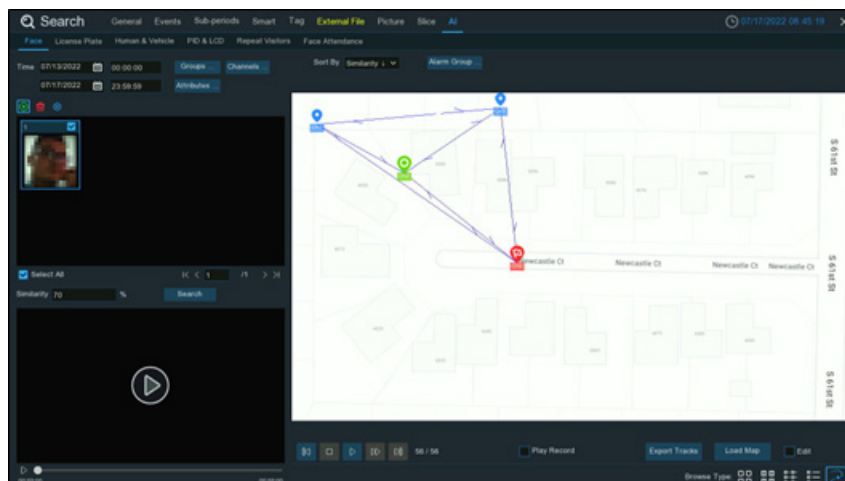 Search General Events Sub-periods Smart Tag External File Picture Slice AI 07/17/2022 08:45:19
Face License Plate Human & Vehicle PID & LCD Repeat Visitors Face Attendance
Time 07/13/2022 00:00:00 Groups ... Channels ... Sort By Similarity ↓ Alarm Group ...
07/17/2022 23:59:59 Attributes ...
1
S 61st St
Newcastle Ct Newcastle Ct Newcastle Ct Newcastle Ct
S 61st St
Select All 1 /1
Similarity 70 % Search
S 61st St
56 / 56 Play Record Export Tracks Load Map Edit
Browse Type: